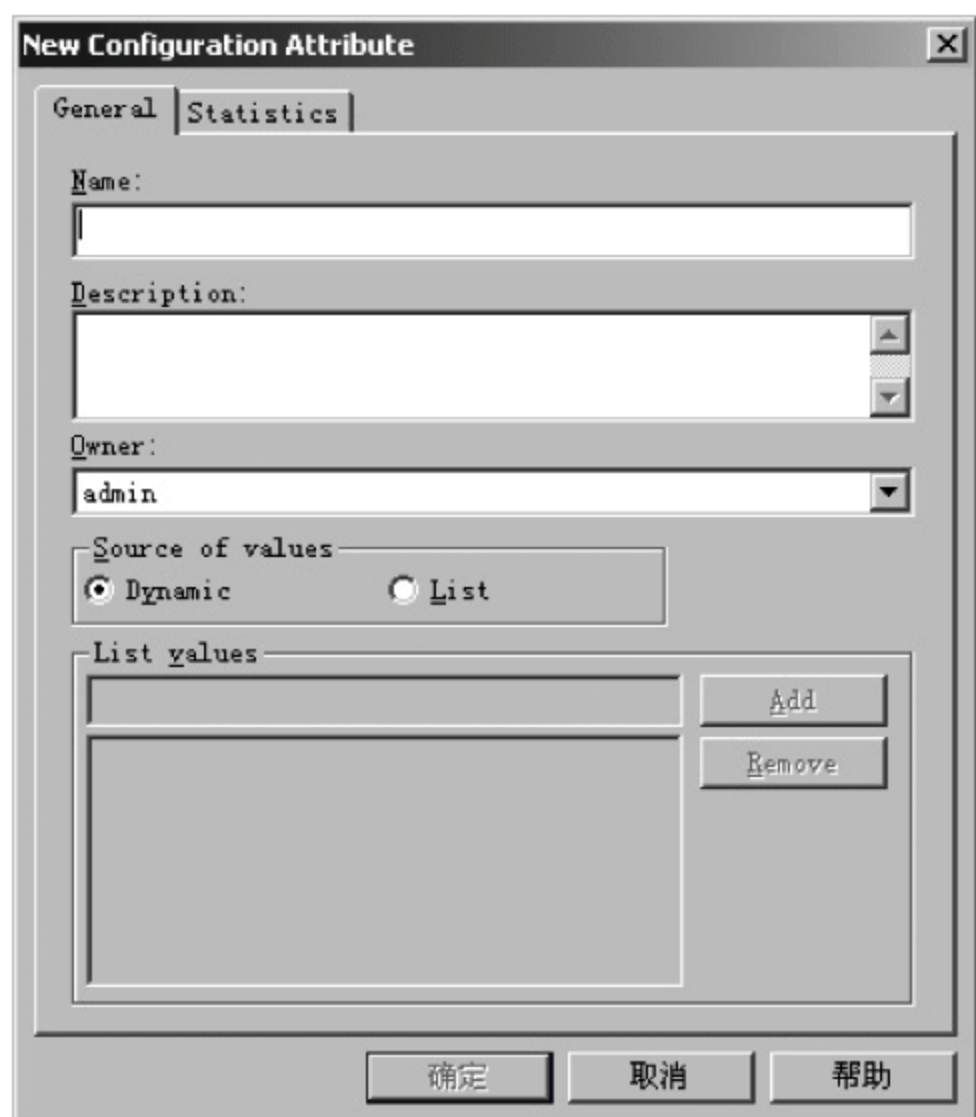 New Configuration Attribute
General Statistics
Name:
Description:
Owner:
admin
Source of values
Dynamic List
List values
Add
Remove
确定 取消 帮助